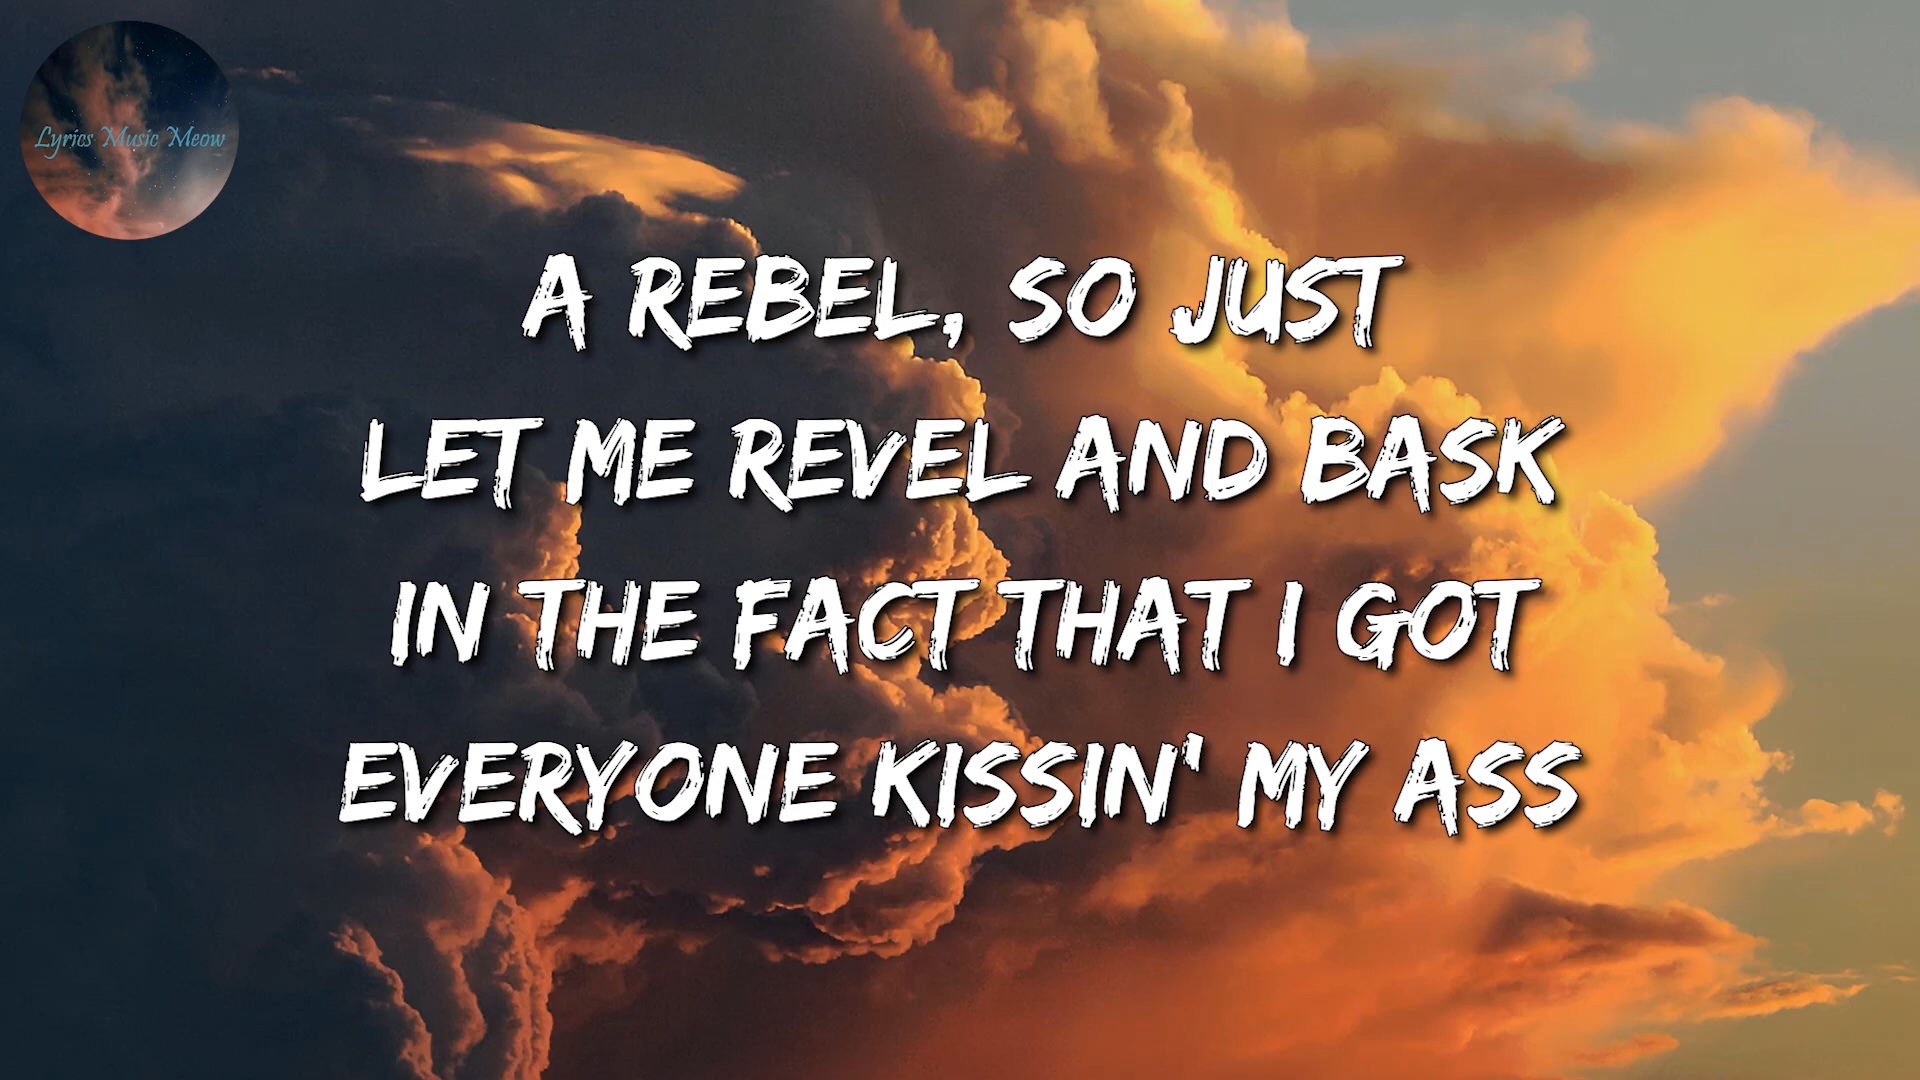 Lyrics Music Meow
A REBEL, SO JUST
LET ME REVEL AND BASK
IN THE FACT THAT I GOT
EVERYONE KISSIN' MY ASS